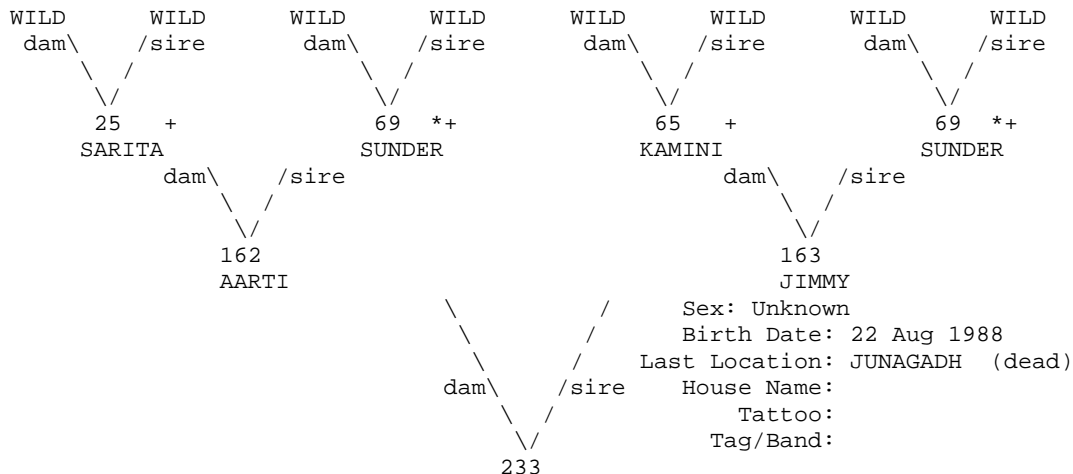 WILD WILD WILD WILD WILD WILD WILD WILD
dam\ /sire dam\ /sire dam\ /sire dam\ /sire
\ / \ / \ / \ /
\ / \ / \ / \ /
\/ \/ \/ \/
25 + 69 *+ 65 + 69 *+
SARITA SUNDER KAMINI SUNDER
dam\ /sire dam\ /sire
\ / \ /
\/ \/
162 163
AARTI JIMMY
\ / Sex: Unknown
\ / Birth Date: 22 Aug 1988
\ / Last Location: JUNAGADH (dead)
dam\ /sire House Name:
\ / Tattoo:
\/ Tag/Band:
233